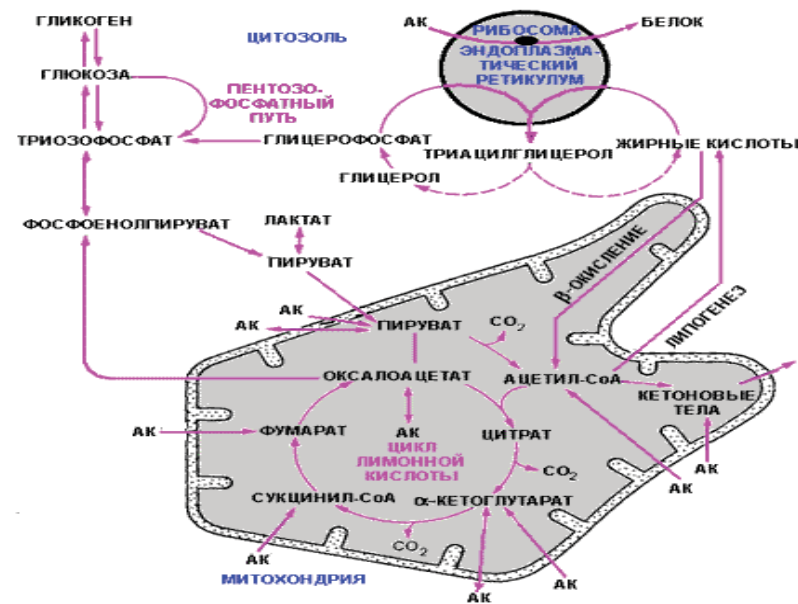 ГЛИКОГЕН
ЦИТОЗОЛЬ
АК
РИБОСОМА
БЕЛОК
ЭНДОПЛАЗМА-
ТИЧЕСКИЙ
РЕТИКУЛУМ
ГЛЮКОЗА
ПЕНТОЗО-
ФОСФАТНЫЙ
ПУТЬ
ТРИОЗОФОСФАТ
ГЛИЦЕРОФОСФАТ
ТРИАЦИЛГЛИЦЕРОЛ
ЖИРНЫЕ КИСЛОТЫ
ГЛИЦЕРОЛ
ФОСФОЕНОЛПИРУВАТ
ЛАКТАТ
ПИРУВАТ
β-ОКИСЛЕНИЕ
ЛИПОГЕНЕЗ
АК
АК
ПИРУВАТ
CO2
ОКСАЛОАЦЕТАТ
АЦЕТИЛ-СоА
КЕТОНОВЫЕ
ТЕЛА
АК
ФУМАРАТ
АК
ЦИТРАТ
ЦИКЛ
ЛИМОННОЙ
КИСЛОТЫ
CO2
АК
АК
СУКЦИНИЛ-СоА
α-КЕТОГЛУТАРАТ
CO2
АК
МИТОХОНДРИЯ
АК
АК